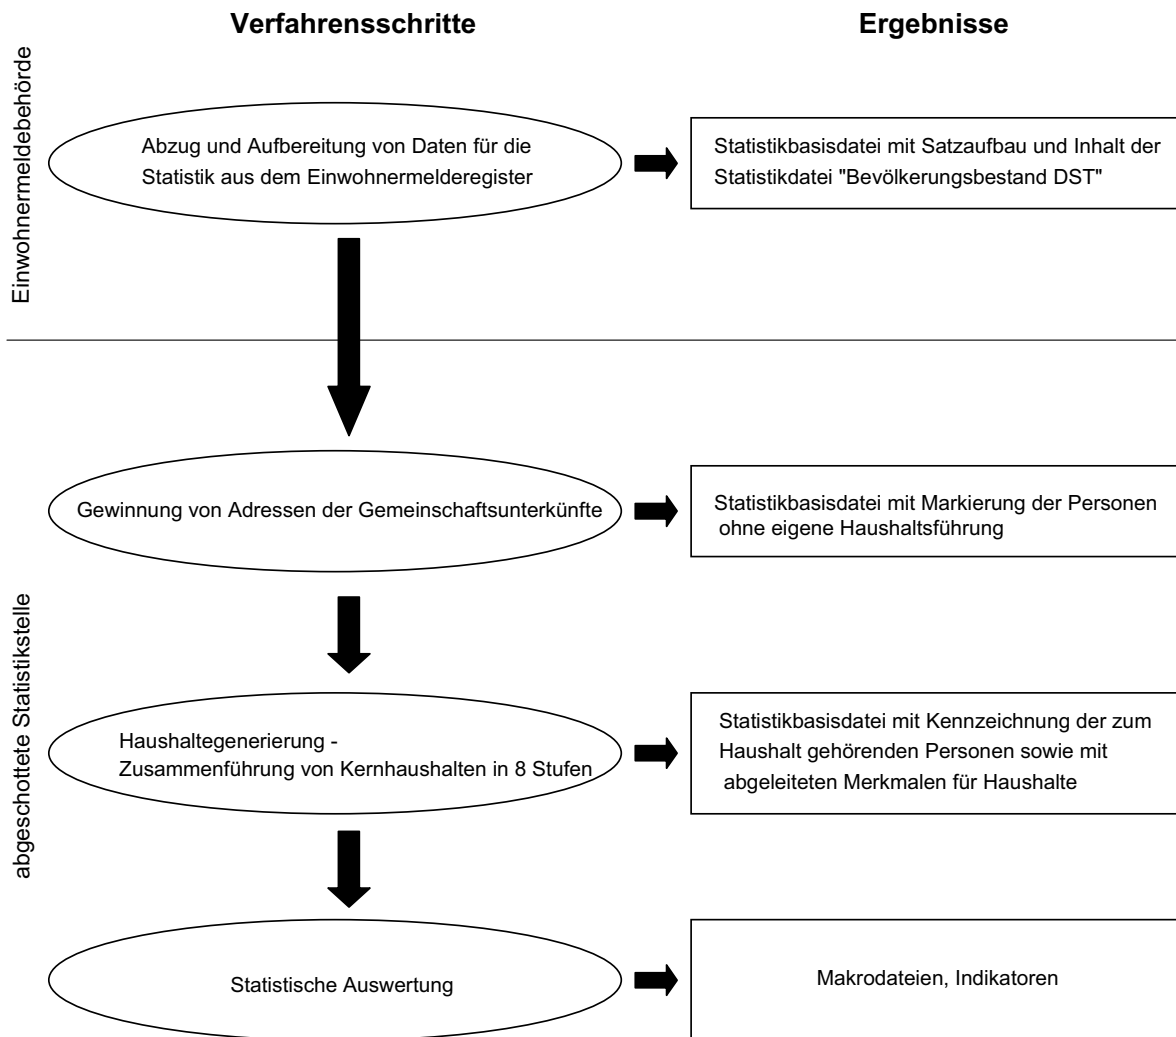 Verfahrensschritte
Ergebnisse
Einwohnermeldebehörde
Abzug und Aufbereitung von Daten für die
Statistik aus dem Einwohnermelderegister
Statistikbasisdatei mit Satzaufbau und Inhalt der
Statistikdatei "Bevölkerungsbestand DST"
abgeschottete Statistikstelle
Gewinnung von Adressen der Gemeinschaftsunterkünfte
Statistikbasisdatei mit Markierung der Personen
ohne eigene Haushaltsführung
Haushaltegenerierung -
Zusammenführung von Kernhaushalten in 8 Stufen
Statistikbasisdatei mit Kennzeichnung der zum
Haushalt gehörenden Personen sowie mit
abgeleiteten Merkmalen für Haushalte
Statistische Auswertung
Makrodateien, Indikatoren